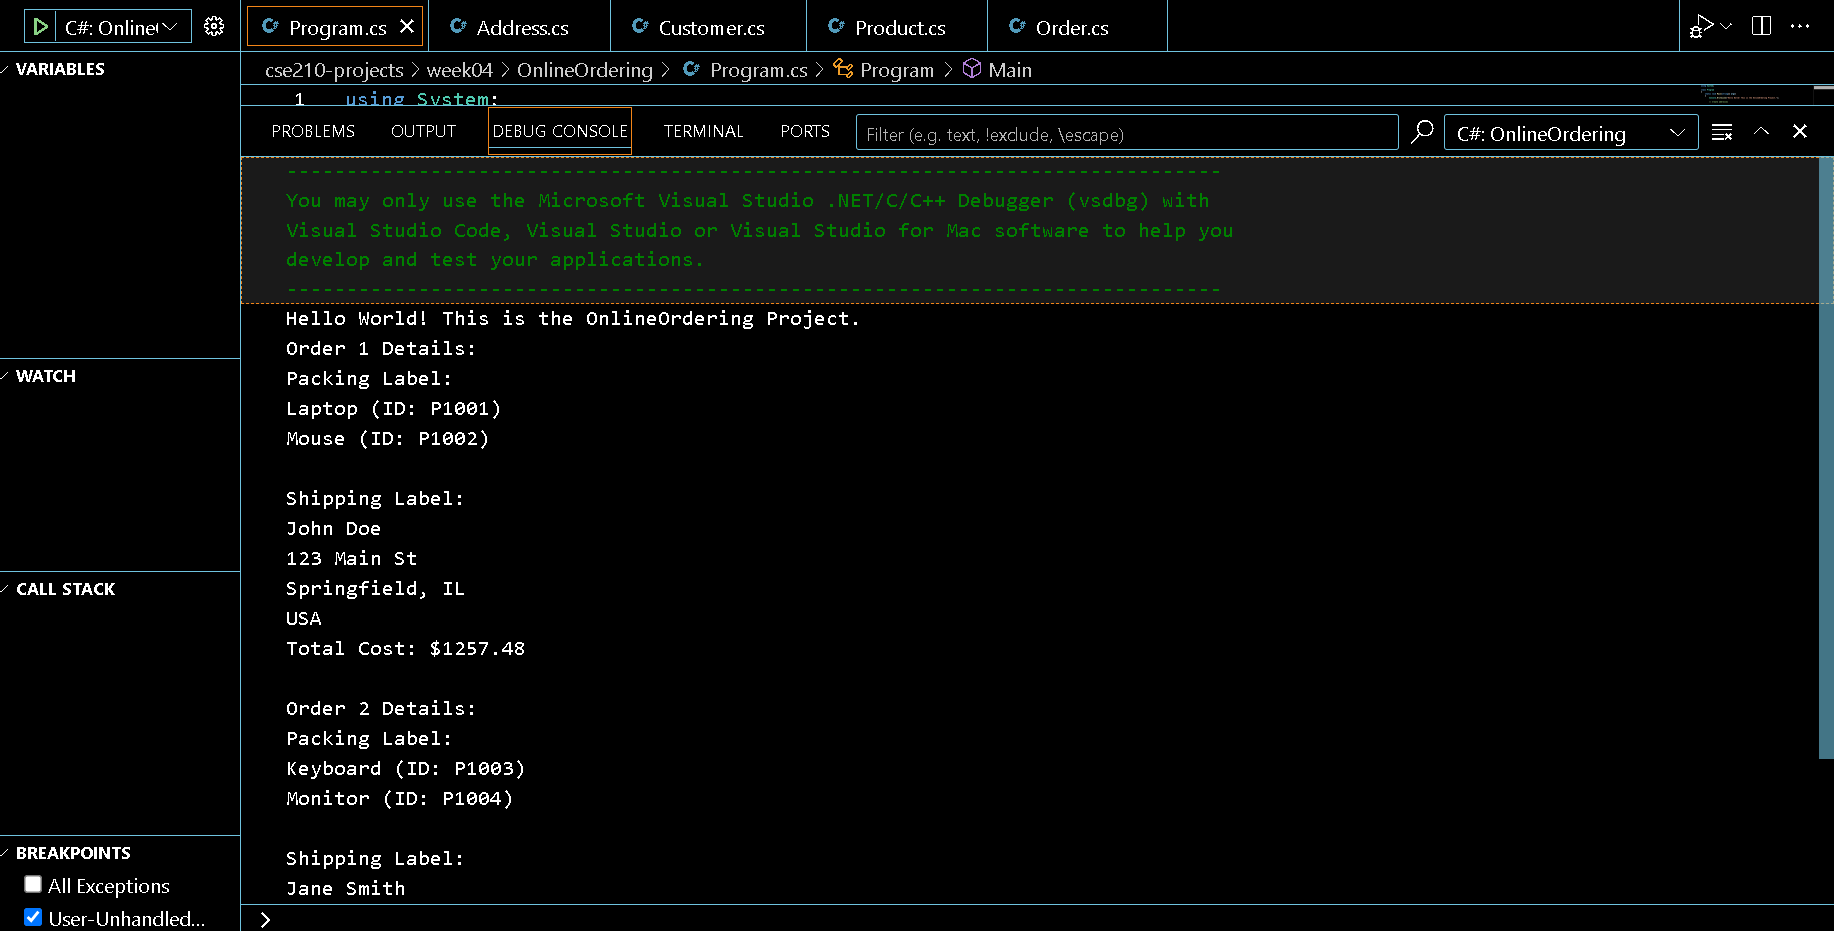 C#: Online
Program.cs
Address.cs
Customer.cs
Product.cs
Order.cs
VARIABLES
cse210-projects > week04 > OnlineOrdering > Program.cs > Program > Main
1 using System;
PROBLEMS OUTPUT DEBUG CONSOLE TERMINAL PORTS
Filter (e.g. text, !exclude, \escape)
C#: OnlineOrdering
------------------------------------------------------------------------------
You may only use the Microsoft Visual Studio .NET/C/C++ Debugger (vsdbg) with
Visual Studio Code, Visual Studio or Visual Studio for Mac software to help you
develop and test your applications.
------------------------------------------------------------------------------
Hello World! This is the OnlineOrdering Project.
Order 1 Details:
Packing Label:
Laptop (ID: P1001)
Mouse (ID: P1002)
Shipping Label:
John Doe
123 Main St
Springfield, IL
USA
Total Cost: $1257.48
Order 2 Details:
Packing Label:
Keyboard (ID: P1003)
Monitor (ID: P1004)
Shipping Label:
Jane Smith
>
WATCH
CALL STACK
BREAKPOINTS
All Exceptions
User-Unhandled...